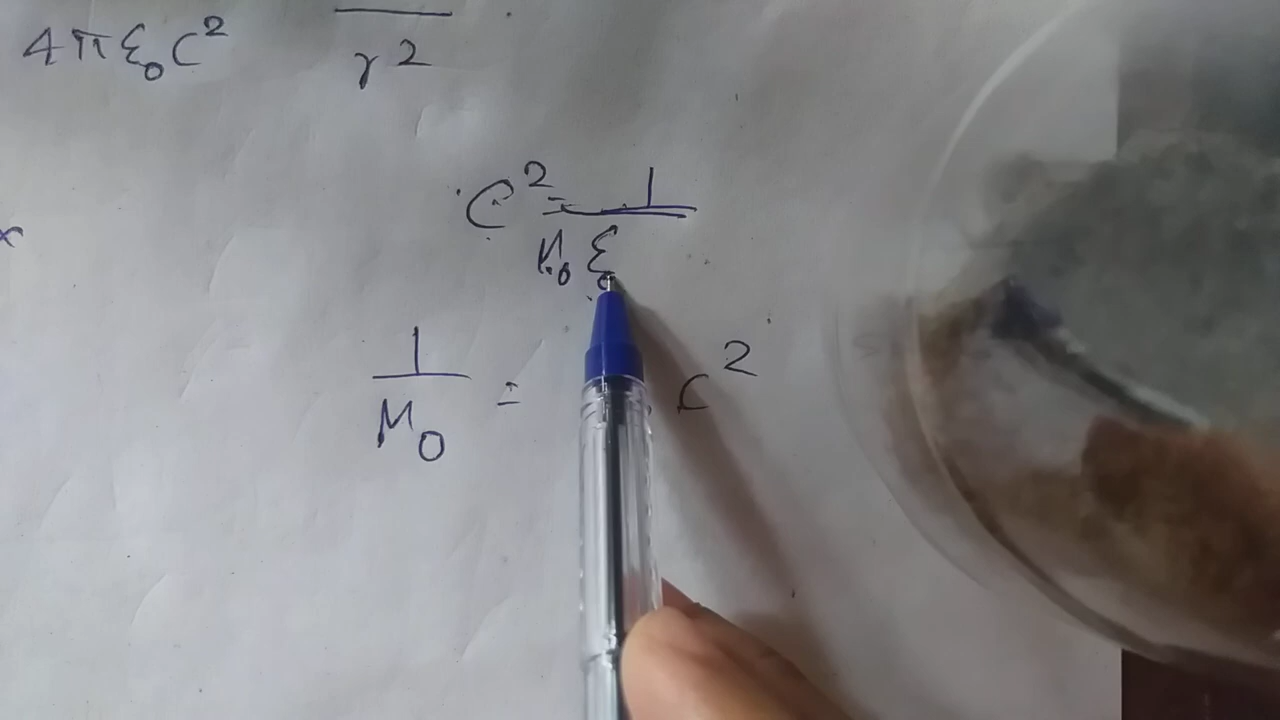 4πε₀C²   r²
C² = 1/μ₀ε₀
1/μ₀ = . c²